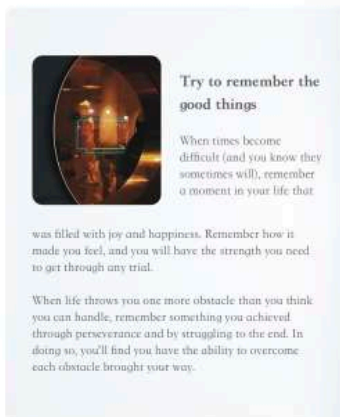 Try to remember the
good things
When times become
difficult (and you know they
sometimes will), remember
a moment in your life that
was filled with joy and happiness. Remember how it
made you feel, and you will have the strength you need
to get through any trial.
When life throws you one more obstacle than you think
you can handle, remember something you achieved
through perseverance and by struggling to the end. In
doing so, you'll find you have the ability to overcome
each obstacle brought your way.